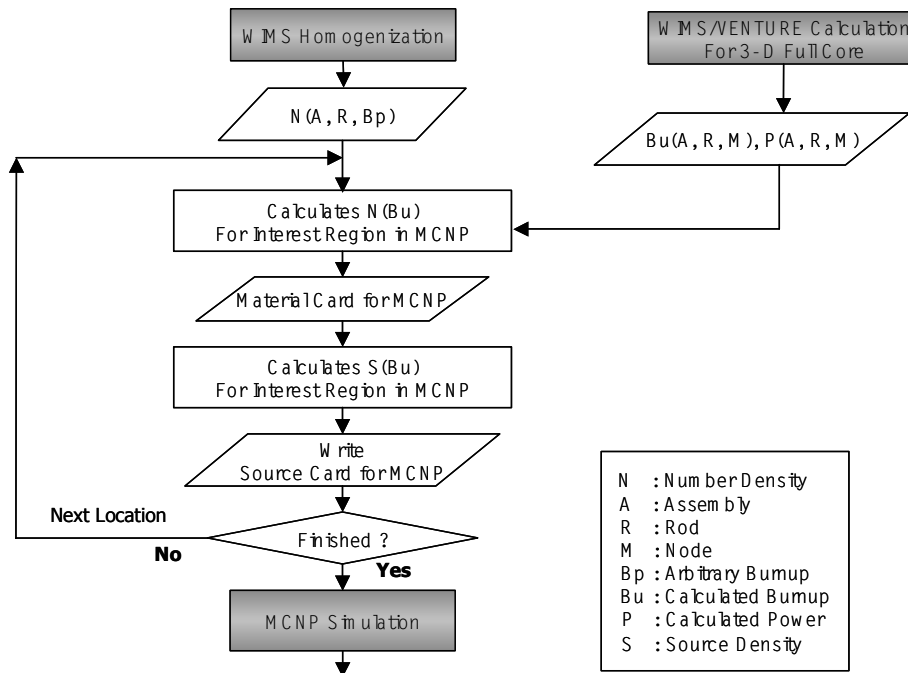 WIMS Homogenization
WIMS/VENTURE Calculation
For 3-D Full Core
N(A, R, Bp)
Bu(A, R, M), P(A, R, M)
Calculates N(Bu)
For Interest Region in MCNP
Material Card for MCNP
Calculates S(Bu)
For Interest Region in MCNP
Write
Source Card for MCNP
Next Location
Finished ?
No
Yes
MCNP Simulation
N : Number Density
A : Assembly
R : Rod
M : Node
Bp : Arbitrary Burnup
Bu : Calculated Burnup
P : Calculated Power
S : Source Density